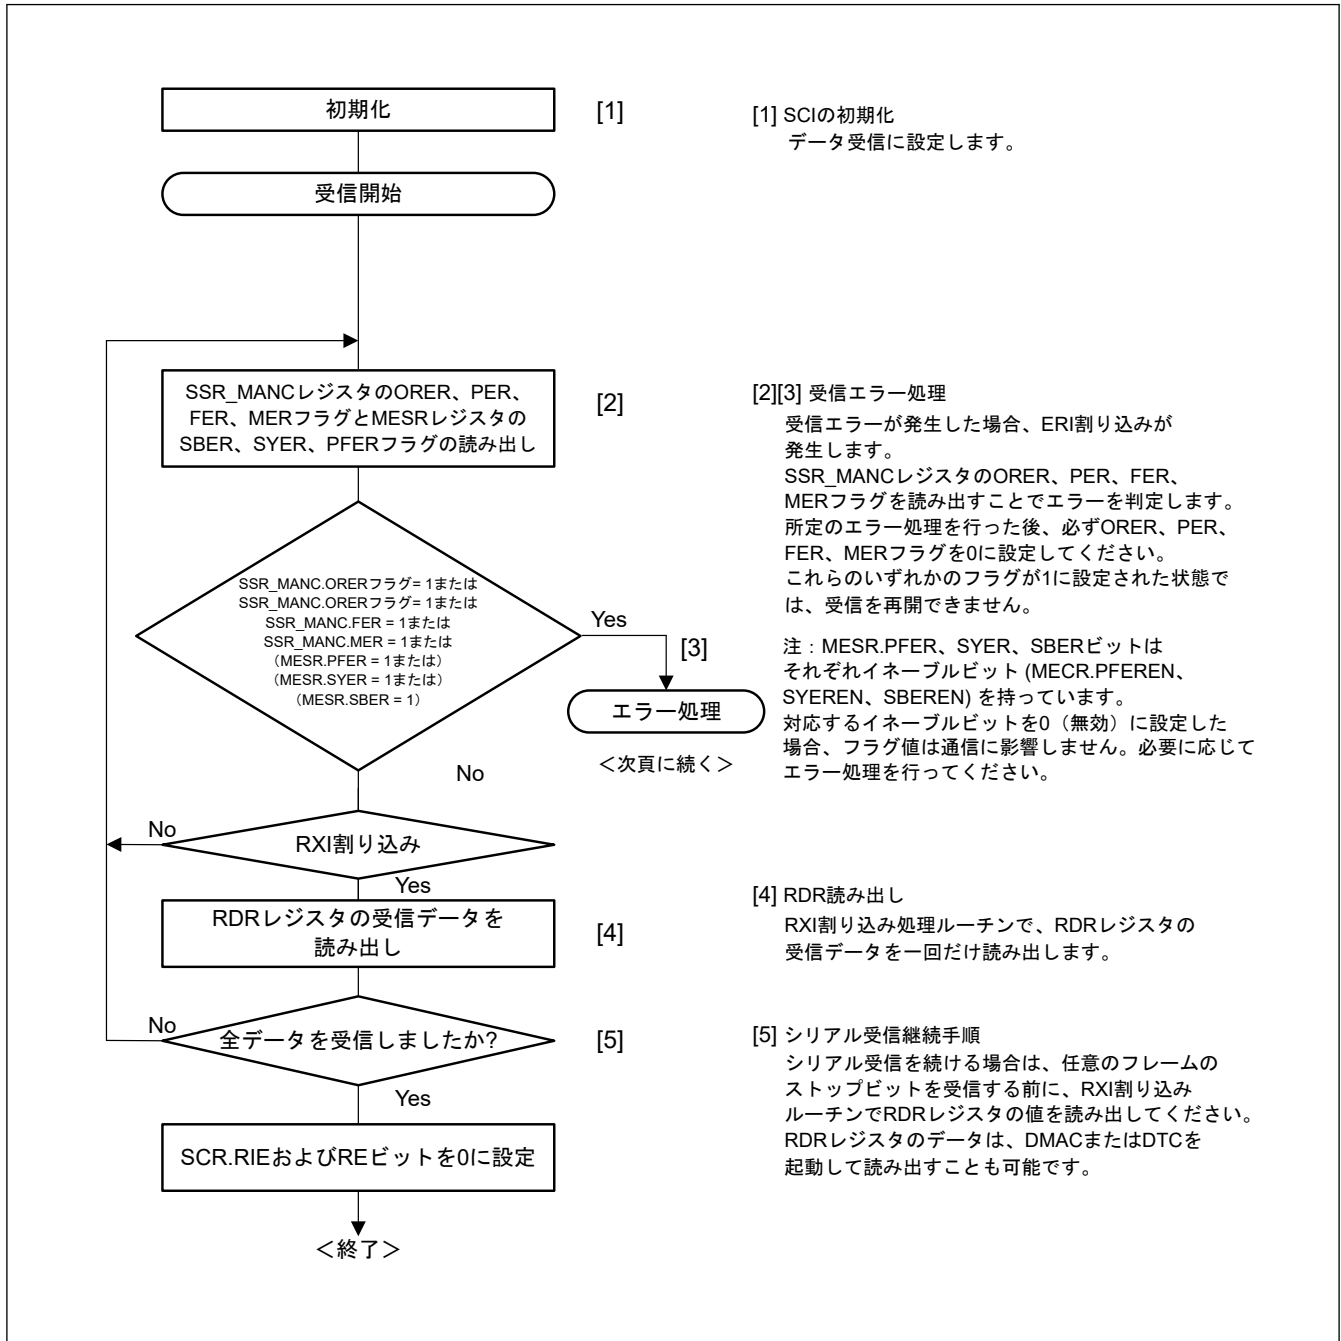 初期化
[1]
[1] SCIの初期化
データ受信に設定します。
受信開始
SSR_MANCレジスタのORER、PER、
FER、MERフラグとMESRレジスタの
SBER、SYER、PFERフラグの読み出し
[2]
[2][3] 受信エラー処理
受信エラーが発生した場合、ERI割り込みが
発生します。
SSR_MANCレジスタのORER、PER、FER、
MERフラグを読み出すことでエラーを判定します。
所定のエラー処理を行った後、必ずORER、PER、
FER、MERフラグを0に設定してください。
これらのいずれかのフラグが1に設定された状態で
は、受信を再開できません。
注：MESR.PFER、SYER、SBERビットは
それぞれイネーブルビット (MECR.PFEREN、
SYEREN、SBEREN) を持っています。
対応するイネーブルビットを0（無効）に設定した
場合、フラグ値は通信に影響しません。必要に応じて
エラー処理を行ってください。
SSR_MANC.ORERフラグ= 1または
SSR_MANC.ORERフラグ= 1または
SSR_MANC.FER = 1または
SSR_MANC.MER = 1または
（MESR.PFER = 1または）
（MESR.SYER = 1または）
（MESR.SBER = 1）
Yes
[3]
エラー処理
＜次頁に続く＞
No
RXI割り込み
No
Yes
RDRレジスタの受信データを
読み出し
[4]
[4] RDR読み出し
RXI割り込み処理ルーチンで、RDRレジスタの
受信データを一回だけ読み出します。
No
全データを受信しましたか?
[5]
[5] シリアル受信継続手順
シリアル受信を続ける場合は、任意のフレームの
ストップビットを受信する前に、RXI割り込み
ルーチンでRDRレジスタの値を読み出してください。
RDRレジスタのデータは、DMACまたはDTCを
起動して読み出すことも可能です。
Yes
SCR.RIEおよびREビットを0に設定
＜終了＞